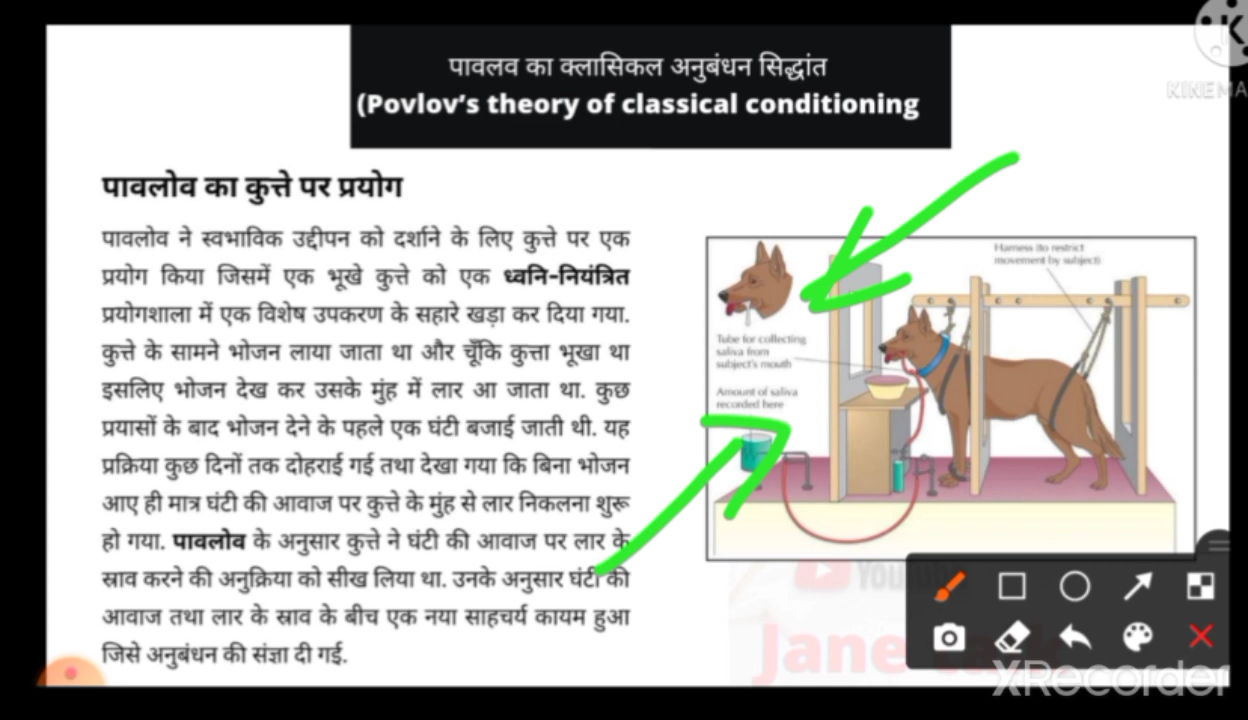 पावलव का क्लासिकल अनुबंधन सिद्धांत
(Povlov's theory of classical conditioning
K
KINEMA
पावलोव का कुत्ते पर प्रयोग
पावलोव ने स्वभाविक उद्दीपन को दर्शाने के लिए कुत्ते पर एक
प्रयोग किया जिसमें एक भूखे कुत्ते को एक ध्वनि-नियंत्रित
प्रयोगशाला में एक विशेष उपकरण के सहारे खड़ा कर दिया गया.
कुत्ते के सामने भोजन लाया जाता था और चूँकि कुत्ता भूखा था
इसलिए भोजन देख कर उसके मुंह में लार आ जाता था. कुछ
प्रयासों के बाद भोजन देने के पहले एक घंटी बजाई जाती थी. यह
प्रक्रिया कुछ दिनों तक दोहराई गई तथा देखा गया कि बिना भोजन
आए ही मात्र घंटी की आवाज पर कुत्ते के मुंह से लार निकलना शुरू
हो गया. पावलोव के अनुसार कुत्ते ने घंटी की आवाज पर लार के
स्राव करने की अनुक्रिया को सीख लिया था. उनके अनुसार घंटी की
आवाज तथा लार के स्राव के बीच एक नया साहचर्य कायम हुआ
जिसे अनुबंधन की संज्ञा दी गई.
Harness (to restrict
movement by subject)
Tube for collecting
saliva from
subject's mouth
Amount of saliva
recorded here
YouTube
Jane
XRecorder